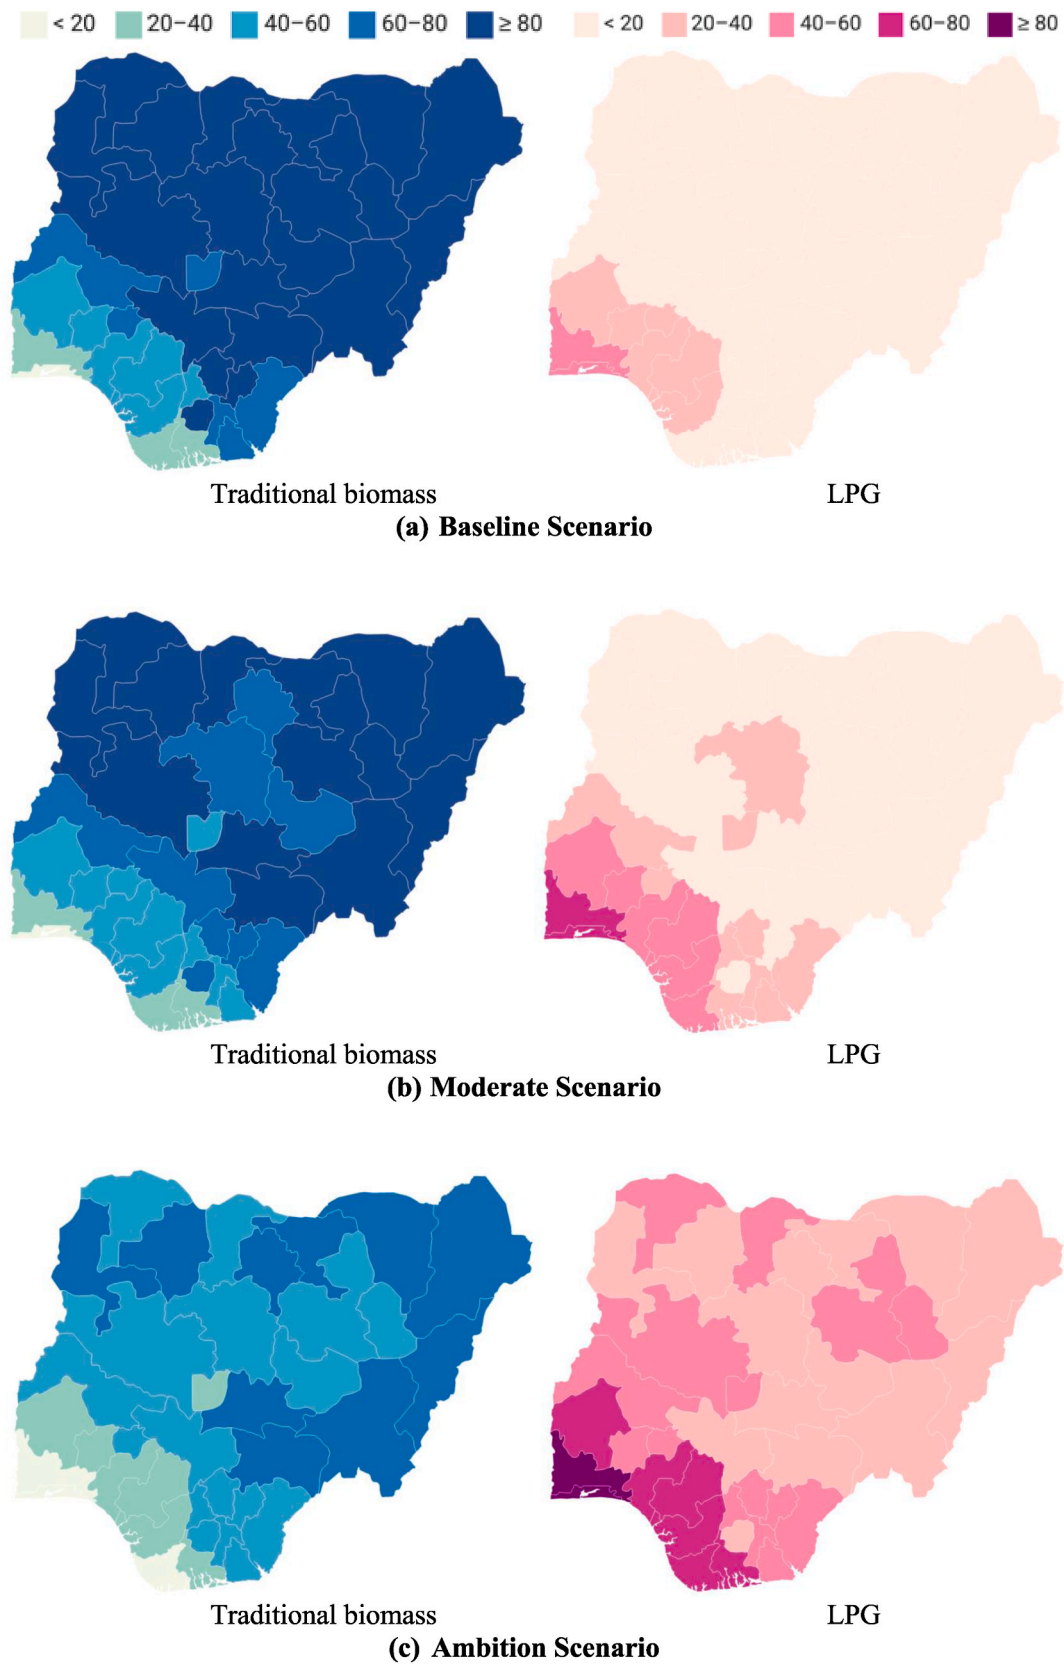 < 20 20–40 40–60 60–80 ≥ 80 < 20 20–40 40–60 60–80 ≥ 80
Traditional biomass LPG
(a) Baseline Scenario
Traditional biomass LPG
(b) Moderate Scenario
Traditional biomass LPG
(c) Ambition Scenario